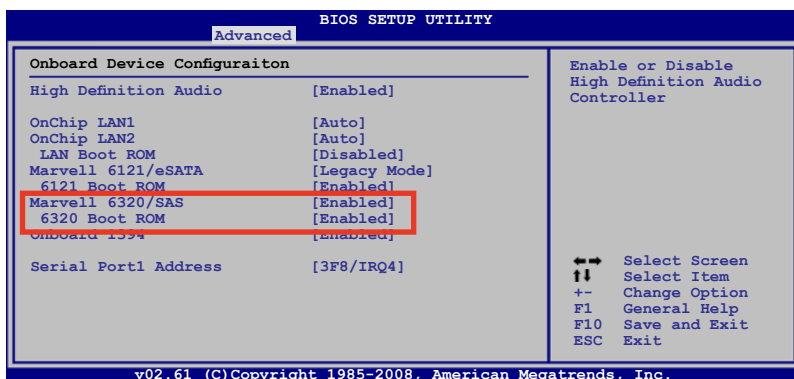 BIOS SETUP UTILITY
Advanced
Onboard Device Configuraiton
High Definition Audio [Enabled]
OnChip LAN1 [Auto]
OnChip LAN2 [Auto]
LAN Boot ROM [Disabled]
Marvell 6121/eSATA [Legacy Mode]
6121 Boot ROM [Enabled]
Marvell 6320/SAS [Enabled]
6320 Boot ROM [Enabled]
Onboard 1394 [Enabled]
Serial Port1 Address [3F8/IRQ4]
Enable or Disable
High Definition Audio
Controller
←→ Select Screen
↑↓ Select Item
+- Change Option
F1 General Help
F10 Save and Exit
ESC Exit
v02.61 (C)Copyright 1985-2008, American Megatrends, Inc.